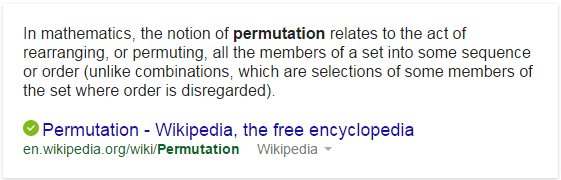 In mathematics, the notion of permutation relates to the act of
rearranging, or permuting, all the members of a set into some sequence
or order (unlike combinations, which are selections of some members of
the set where order is disregarded).
Permutation - Wikipedia, the free encyclopedia
en.wikipedia.org/wiki/Permutation Wikipedia